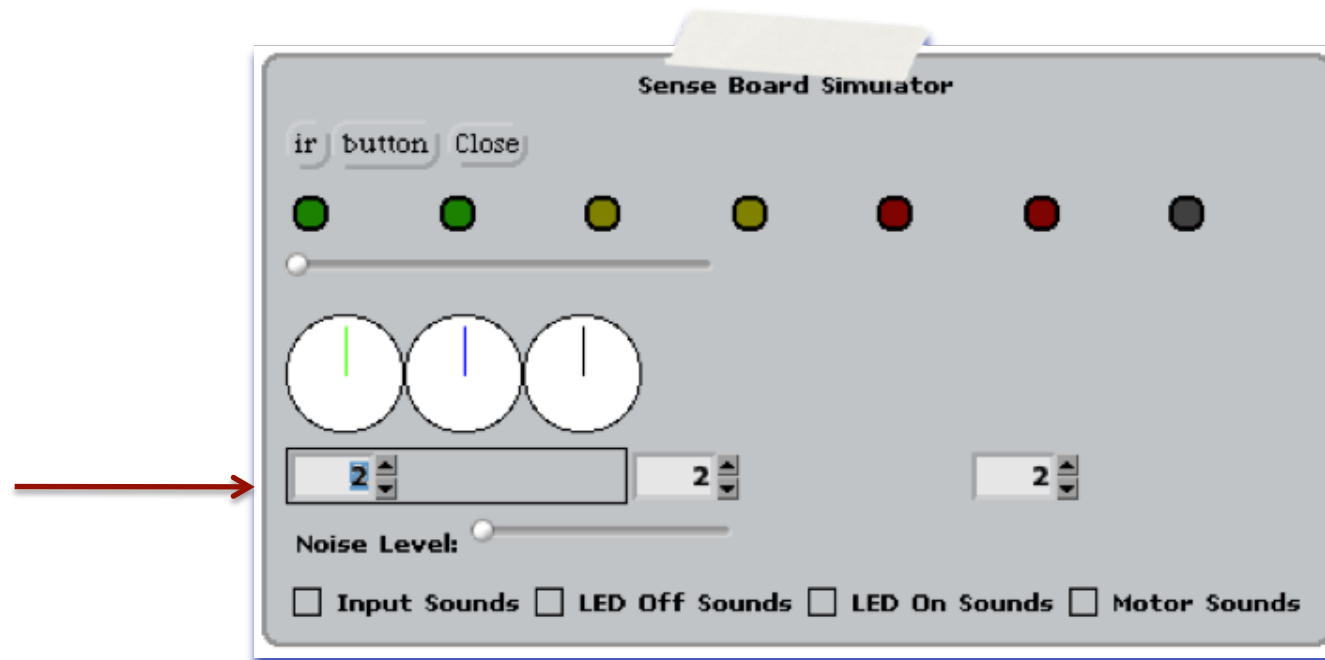 Sense Board Simulator
ir button Close
2 2 2
Noise Level:
Input Sounds LED Off Sounds LED On Sounds Motor Sounds